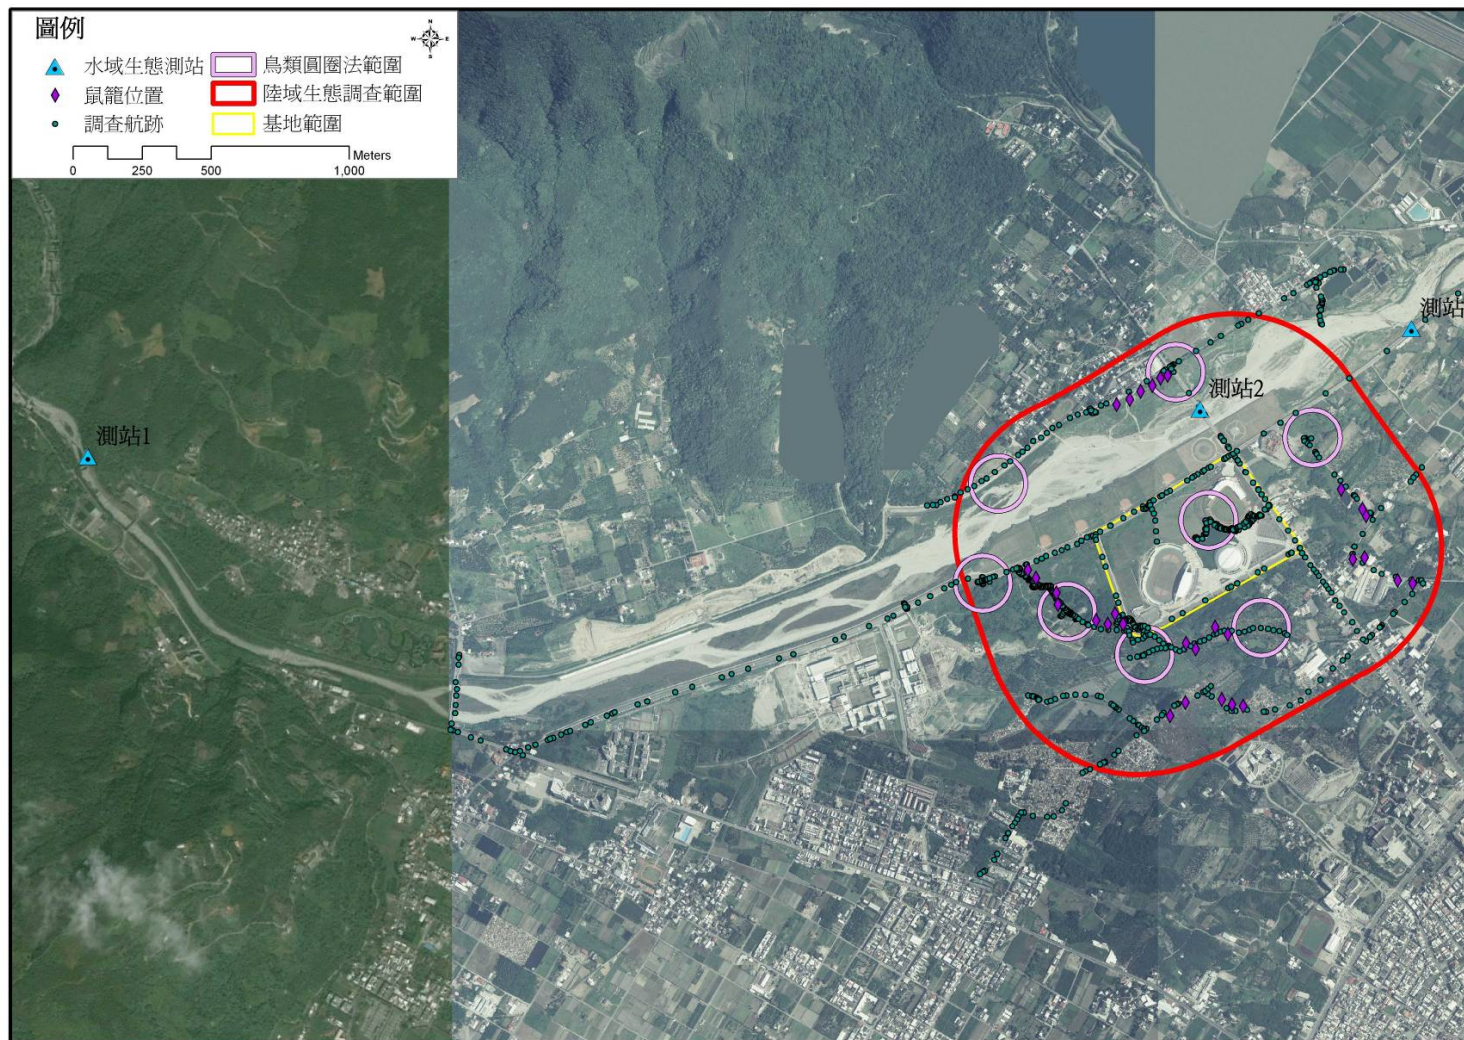 圖例
N
W E
S
水域生態測站
鳥類圓圈法範圍
鼠籠位置
陸域生態調查範圍
調查航跡
基地範圍
Meters
0 250 500 1,000
測站
測站2
測站1